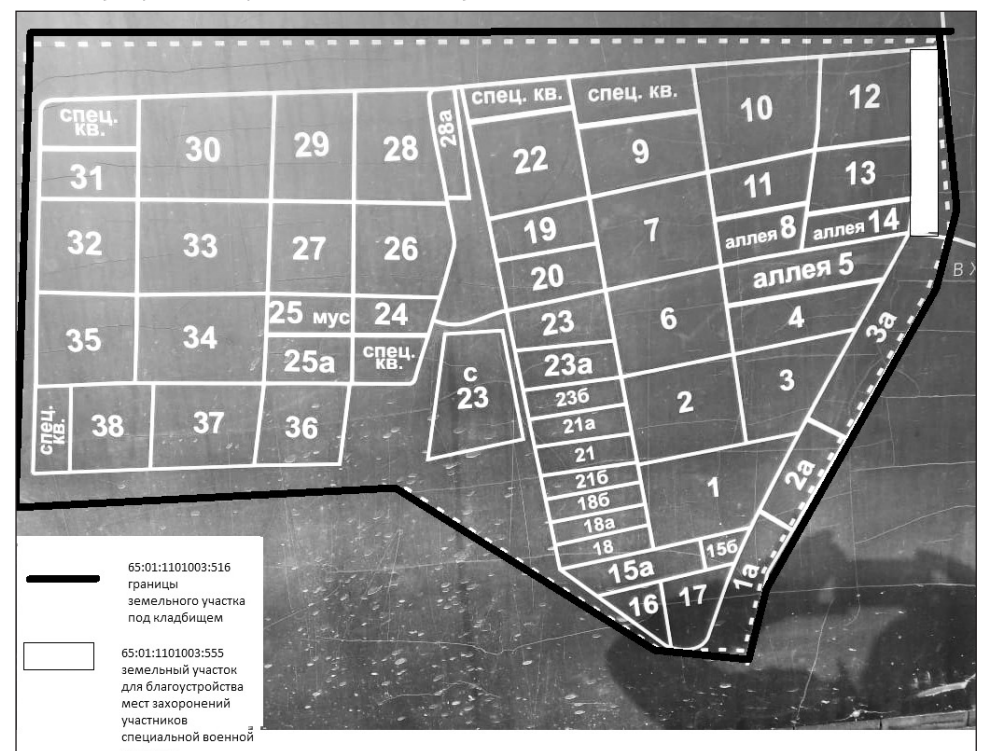 спец. кв.
спец. кв.
10
12
спец.
кв.
30
29
28
28а
22
9
31
11
13
аллея 8
аллея 14
32
33
27
26
19
7
20
аллея 5
В
25 мус
24
23
6
4
3а
35
34
25а
спец.
кв.
23а
с
23
23б
2
3
спец.
кв.
38
37
36
21а
21
21б
1
2а
18б
18а
18
15б
15а
1а
16
17
65:01:1101003:516
границы
земельного участка
под кладбищем
65:01:1101003:555
земельный участок
для благоустройства
мест захоронений
участников
специальной военной